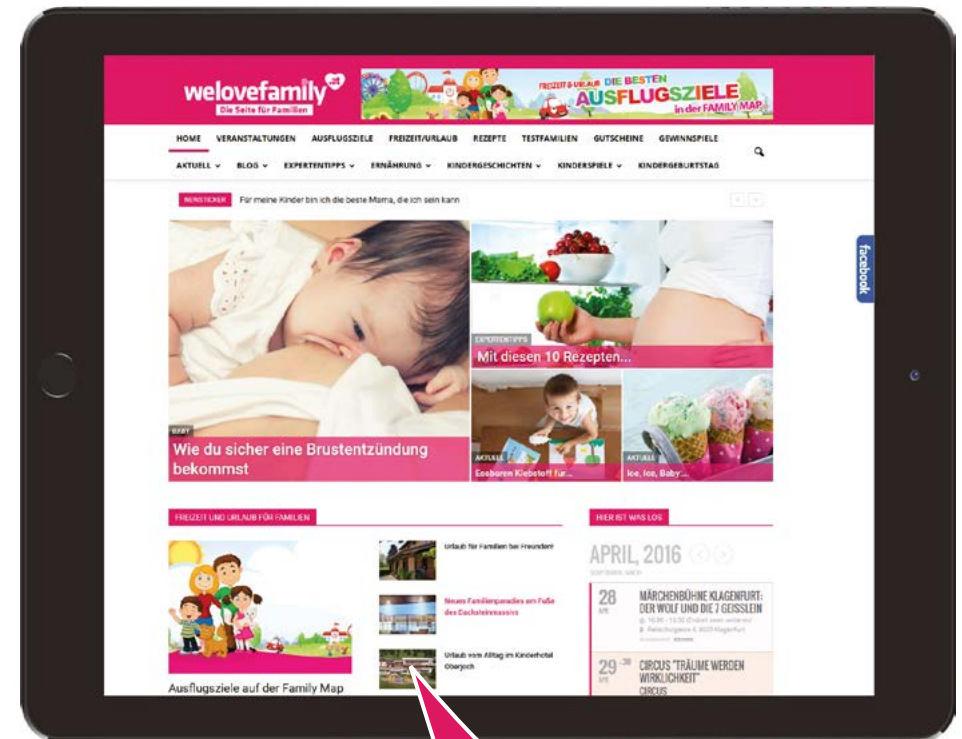 welovefamily.at
Die Seite für Familien
FREIZEIT & URLAUB DIE BESTEN
AUSFLUGSZIELE
in der FAMILY MAP
HOME VERANSTALTUNGEN AUSFLUGSZIELE FREIZEIT/URLAUB REZEPTE TESTFAMILIEN GUTSCHEINE GEWINNSPIELE
AKTUELL BLOG EXPERTENTIPPS ERNÄHRUNG KINDERGESCHICHTEN KINDERSPIELE KINDERGEBURTSTAG
NEWSTICKER Für meine Kinder bin ich die beste Mama, die ich sein kann
facebook
BABY
Wie du sicher eine Brustentzündung
bekommst
EXPERTENTIPPS
Mit diesen 10 Rezepten...
AKTUELL
Essbaren Klebstoff für...
AKTUELL
Ice, Ice, Baby...
FREIZEIT UND URLAUB FÜR FAMILIEN
Ausflugsziele auf der Family Map
Urlaub für Familien bei Freunden!
Neues Familienparadies am Fuße
des Dachsteinmassivs
Urlaub vom Alltag im Kinderhotel
Oberjoch
HIER IST WAS LOS
APRIL, 2016
28
APR
MÄRCHENBÜHNE KLAGENFURT:
DER WOLF UND DIE 7 GEISSLEIN
29 -30
APR
CIRCUS "TRÄUME WERDEN
WIRKLICHKEIT"
CIRCUS